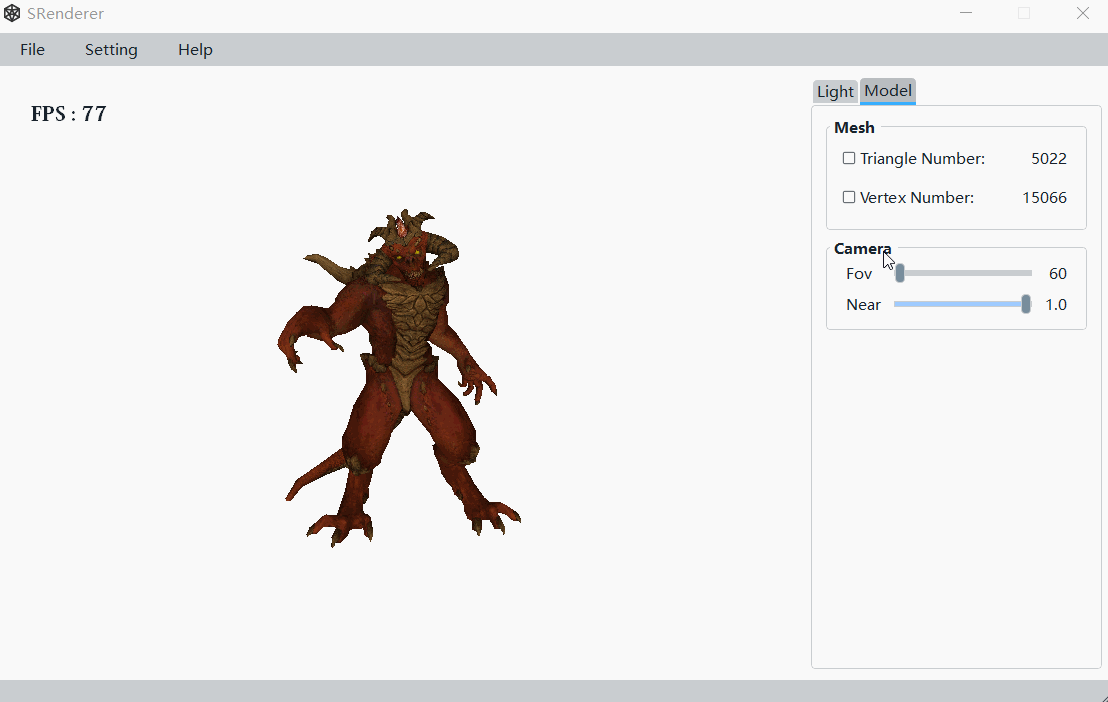 SRenderer
File Setting Help
FPS : 77
Light Model
Mesh
Triangle Number: 5022
Vertex Number: 15066
Camera
Fov 60
Near 1.0